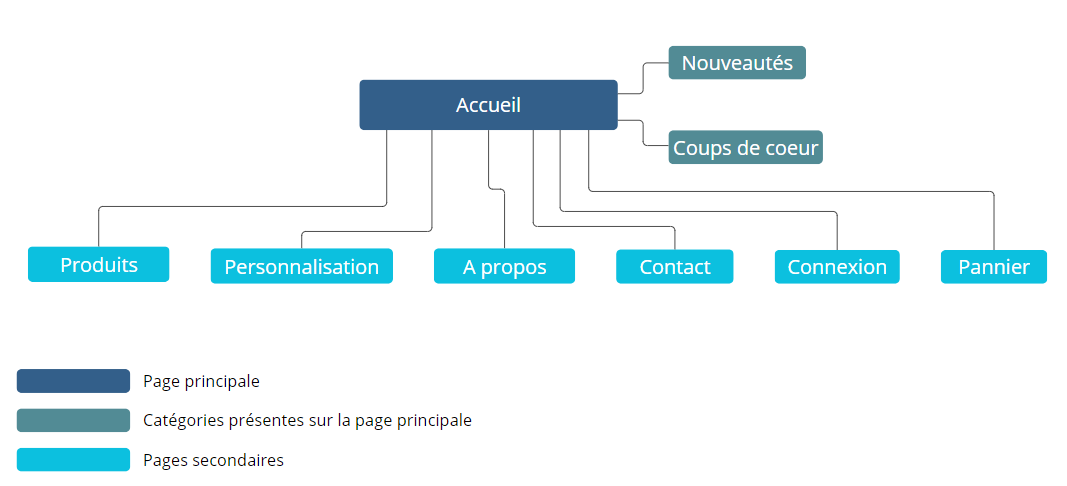 Nouveautés
Accueil
Coups de coeur
Produits
Personnalisation
A propos
Contact
Connexion
Pannier
Page principale
Catégories présentes sur la page principale
Pages secondaires